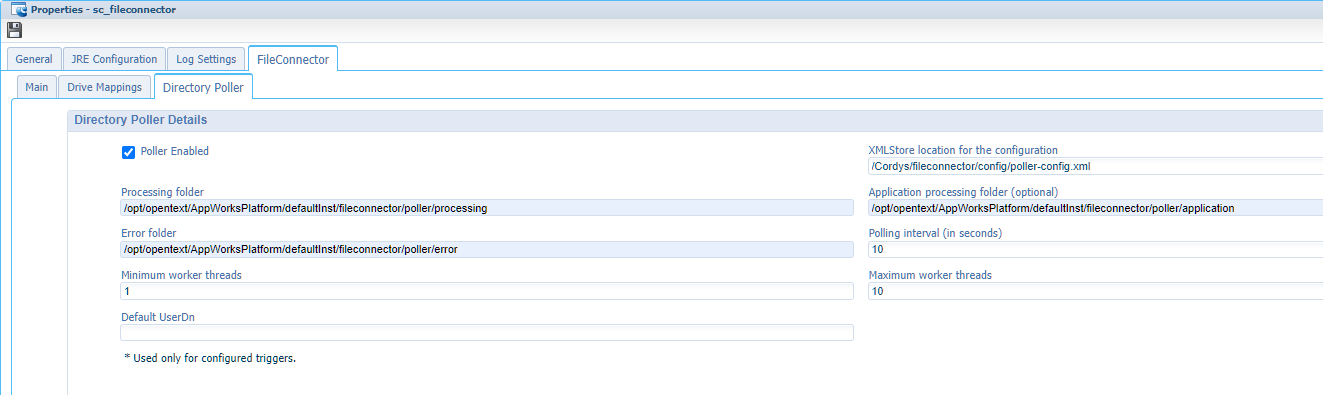 Properties - sc_fileconnector
General JRE Configuration Log Settings FileConnector
Main Drive Mappings Directory Poller
Directory Poller Details
Poller Enabled
XMLStore location for the configuration
/Cordys/fileconnector/config/poller-config.xml
Processing folder
/opt/opentext/AppWorksPlatform/defaultInst/fileconnector/poller/processing
Application processing folder (optional)
/opt/opentext/AppWorksPlatform/defaultInst/fileconnector/poller/application
Error folder
/opt/opentext/AppWorksPlatform/defaultInst/fileconnector/poller/error
Polling interval (in seconds)
10
Minimum worker threads
1
Maximum worker threads
10
Default UserDn
* Used only for configured triggers.